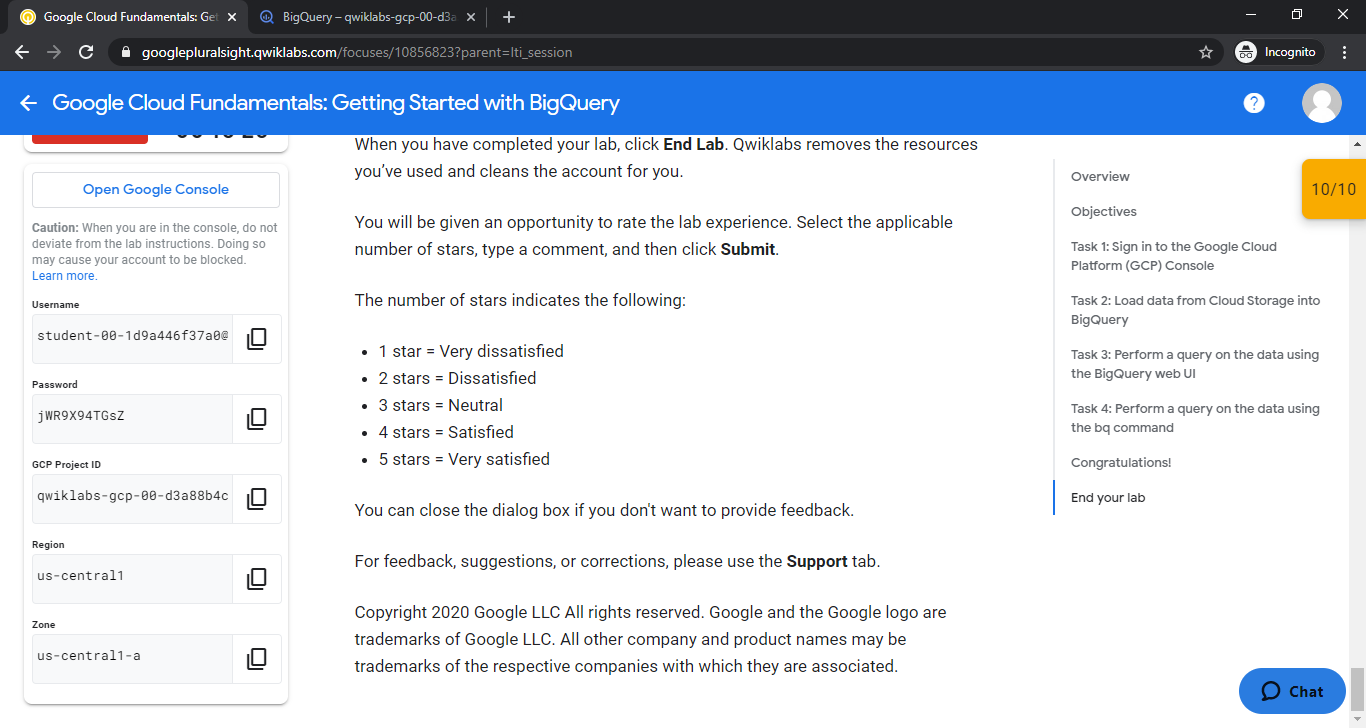 Google Cloud Fundamentals: Get
BigQuery – qwiklabs-gcp-00-d3a
googlepluralsight.qwiklabs.com/focuses/10856823?parent=lti_session
Incognito
Google Cloud Fundamentals: Getting Started with BigQuery
?
Open Google Console
Caution: When you are in the console, do not
deviate from the lab instructions. Doing so
may cause your account to be blocked.
Learn more.
Username
student-00-1d9a446f37a0@
Password
jWR9X94TGsZ
GCP Project ID
qwiklabs-gcp-00-d3a88b4c
Region
us-central1
Zone
us-central1-a
When you have completed your lab, click End Lab. Qwiklabs removes the resources
you’ve used and cleans the account for you.
You will be given an opportunity to rate the lab experience. Select the applicable
number of stars, type a comment, and then click Submit.
The number of stars indicates the following:
• 1 star = Very dissatisfied
• 2 stars = Dissatisfied
• 3 stars = Neutral
• 4 stars = Satisfied
• 5 stars = Very satisfied
You can close the dialog box if you don't want to provide feedback.
For feedback, suggestions, or corrections, please use the Support tab.
Copyright 2020 Google LLC All rights reserved. Google and the Google logo are
trademarks of Google LLC. All other company and product names may be
trademarks of the respective companies with which they are associated.
Overview
Objectives
Task 1: Sign in to the Google Cloud
Platform (GCP) Console
Task 2: Load data from Cloud Storage into
BigQuery
Task 3: Perform a query on the data using
the BigQuery web UI
Task 4: Perform a query on the data using
the bq command
Congratulations!
End your lab
10/10
Chat